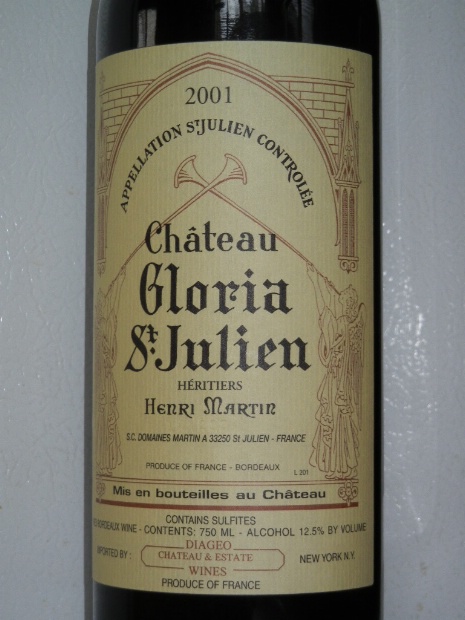 2001
APPELLATION ST JULIEN CONTROLÉE
Château
Gloria
St. Julien
HÉRITIERS
HENRI MARTIN
S.C. DOMAINES MARTIN A 33250 St JULIEN - FRANCE
PRODUCE OF FRANCE - BORDEAUX
L 201
Mis en bouteilles au Château
CONTAINS SULFITES
BORDEAUX WINE - CONTENTS: 750 ML - ALCOHOL 12.5% BY VOLUME
DIAGEO
IMPORTED BY : CHATEAU & ESTATE NEW YORK N.Y.
WINES
PRODUCE OF FRANCE